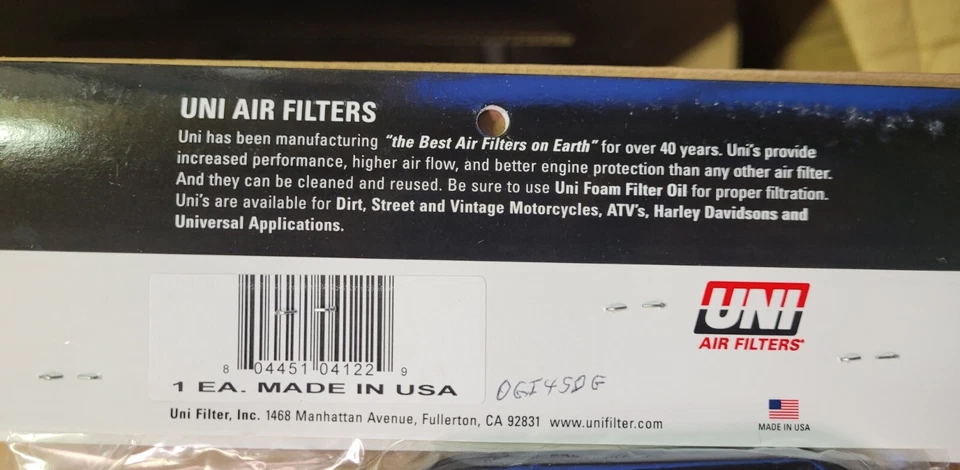 UNI AIR FILTERS
Uni has been manufacturing "the Best Air Filters on Earth" for over 40 years. Uni's provide
increased performance, higher air flow, and better engine protection than any other air filter.
And they can be cleaned and reused. Be sure to use Uni Foam Filter Oil for proper filtration.
Uni's are available for Dirt, Street and Vintage Motorcycles, ATV's, Harley Davidsons and
Universal Applications.
8 04451 04122 9
1 EA. MADE IN USA
UNI
AIR FILTERS
MADE IN USA
Uni Filter, Inc. 1468 Manhattan Avenue, Fullerton, CA 92831 www.unifilter.com